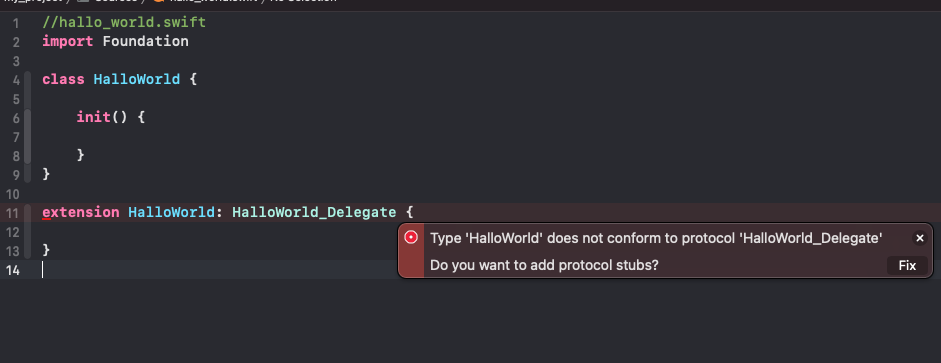 1 //hallo_world.swift
2 import Foundation
3
4 class HalloWorld {
5
6 init() {
7
8 }
9 }
10
11 extension HalloWorld: HalloWorld_Delegate {
12
Type 'HalloWorld' does not conform to protocol 'HalloWorld_Delegate'
13 }
14
Do you want to add protocol stubs?
Fix